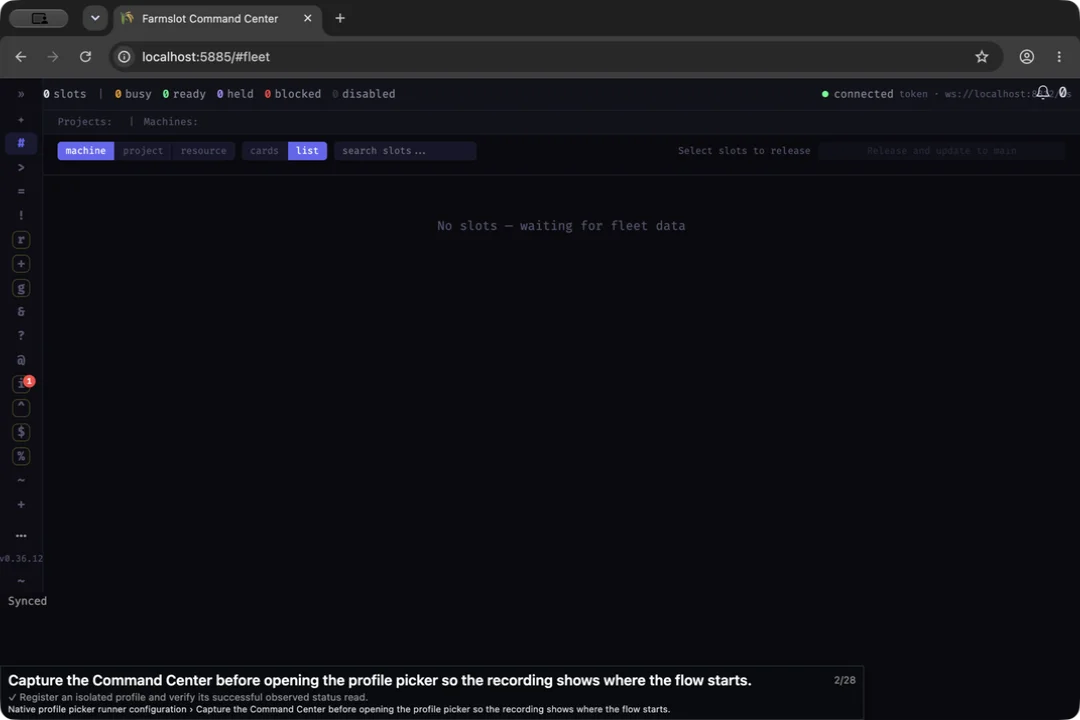 Farmslot Command Center
localhost:5885/#fleet
» 0 slots | 0 busy 0 ready 0 held 0 blocked 0 disabled connected token · ws://localhost: 0
Projects: | Machines:
machine project resource cards list search slots... Select slots to release Release and update to main
No slots — waiting for fleet data
+
#
>
=
!
r
+
g
&
?
@
i 1
^
$
%
~
+
...
v0.36.12
~
Synced
Capture the Command Center before opening the profile picker so the recording shows where the flow starts. 2/28
✓ Register an isolated profile and verify its successful observed status read.
Native profile picker runner configuration › Capture the Command Center before opening the profile picker so the recording shows where the flow starts.